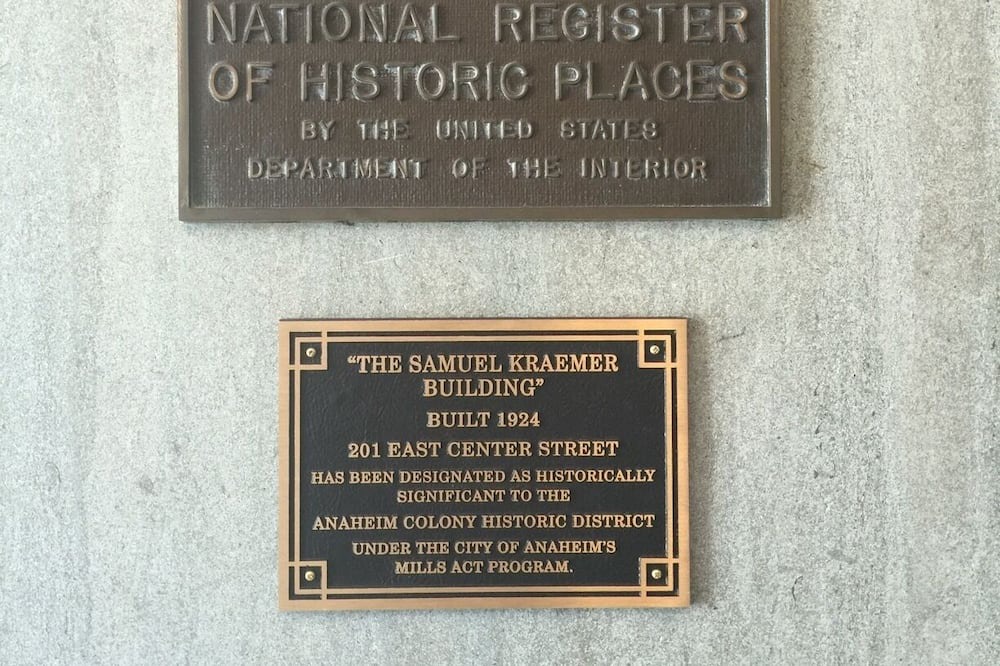 NATIONAL REGISTER
OF HISTORIC PLACES
BY THE UNITED STATES
DEPARTMENT OF THE INTERIOR
"THE SAMUEL KRAEMER
BUILDING"
BUILT 1924
201 EAST CENTER STREET
HAS BEEN DESIGNATED AS HISTORICALLY
SIGNIFICANT TO THE
ANAHEIM COLONY HISTORIC DISTRICT
UNDER THE CITY OF ANAHEIM'S
MILLS ACT PROGRAM.